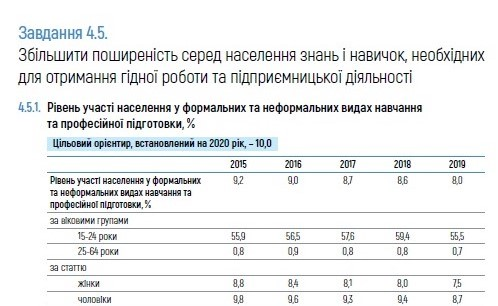 Завдання 4.5.
Збільшити поширеність серед населення знань і навичок, необхідних
для отримання гідної роботи та підприємницької діяльності
4.5.1. Рівень участі населення у формальних та неформальних видах навчання
та професійної підготовки, %
Цільовий орієнтир, встановлений на 2020 рік, – 10,0
2015 2016 2017 2018 2019
Рівень участі населення у формальних
та неформальних видах навчання та
професійної підготовки, % 9,2 9,0 8,7 8,6 8,0
за віковими групами
15-24 роки 55,9 56,5 57,6 59,4 55,5
25-64 роки 0,8 0,9 0,8 0,8 0,7
за статтю
жінки 8,8 8,4 8,1 8,0 7,5
чоловіки 9,8 9,6 9,3 9,4 8,7